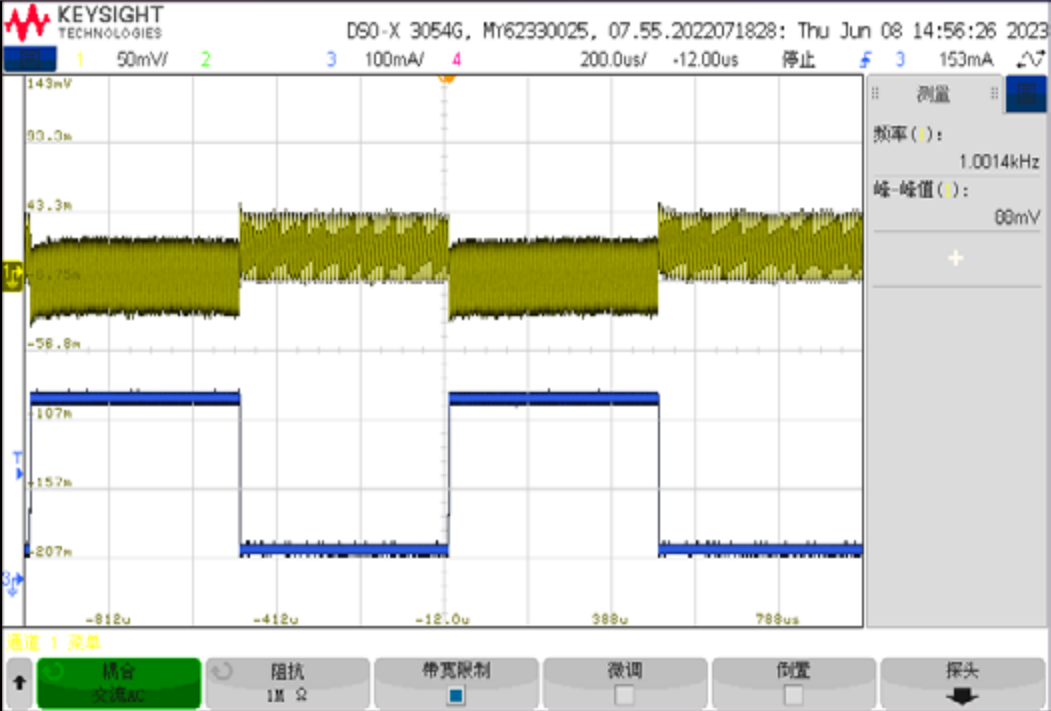 KEYSIGHT
TECHNOLOGIES
DSO-X 3054G, MY62330025, 07.55.2022071828: Thu Jun 08 14:56:26 2023
1 50mV/ 2 3 100mA/ 4 200.0us/ -12.00us 停止 3 153mA
143mV
93.3m
43.3m
-6.75m
-56.8m
-107m
-157m
-207m
-812u -412u -12.0u 388u 788us
T
3
测量
频率(1):
1.0014kHz
峰-峰值(1):
88mV
+
通道 1 菜单
耦合
交流AC
阻抗
1M Ω
带宽限制
微调
倒置
探头